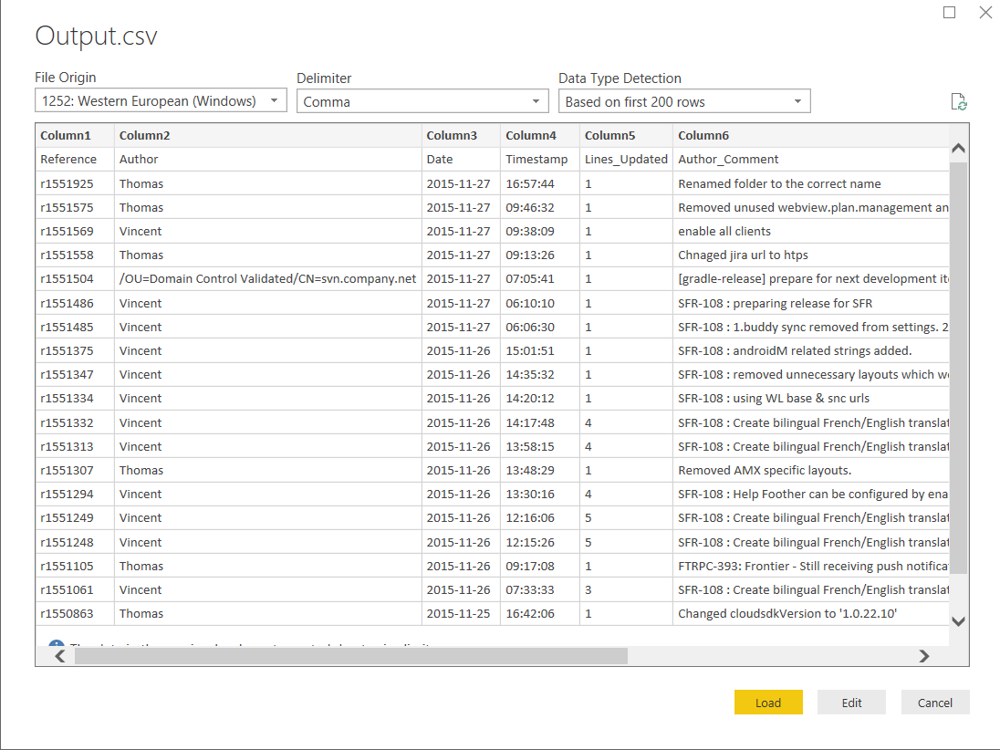 Output.csv
File Origin Delimiter Data Type Detection
1252: Western European (Windows) Comma Based on first 200 rows
Column1 Column2 Column3 Column4 Column5 Column6
Reference Author Date Timestamp Lines_Updated Author_Comment
r1551925 Thomas 2015-11-27 16:57:44 1 Renamed folder to the correct name
r1551575 Thomas 2015-11-27 09:46:32 1 Removed unused webview.plan.management an
r1551569 Vincent 2015-11-27 09:38:09 1 enable all clients
r1551558 Thomas 2015-11-27 09:13:26 1 Chnaged jira url to htps
r1551504 /OU=Domain Control Validated/CN=svn.company.net 2015-11-27 07:05:41 1 [gradle-release] prepare for next development ite
r1551486 Vincent 2015-11-27 06:10:10 1 SFR-108 : preparing release for SFR
r1551485 Vincent 2015-11-27 06:06:30 1 SFR-108 : 1.buddy sync removed from settings. 2
r1551375 Vincent 2015-11-26 15:01:51 1 SFR-108 : androidM related strings added.
r1551347 Vincent 2015-11-26 14:35:32 1 SFR-108 : removed unnecessary layouts which we
r1551334 Vincent 2015-11-26 14:20:12 1 SFR-108 : using WL base & snc urls
r1551332 Vincent 2015-11-26 14:17:48 4 SFR-108 : Create bilingual French/English translat
r1551313 Vincent 2015-11-26 13:58:15 4 SFR-108 : Create bilingual French/English translat
r1551307 Thomas 2015-11-26 13:48:29 1 Removed AMX specific layouts.
r1551294 Vincent 2015-11-26 13:30:16 4 SFR-108 : Help Foother can be configured by ena
r1551249 Vincent 2015-11-26 12:16:06 5 SFR-108 : Create bilingual French/English translat
r1551248 Vincent 2015-11-26 12:15:26 5 SFR-108 : Create bilingual French/English translat
r1551105 Thomas 2015-11-26 09:17:08 1 FTRPC-393: Frontier - Still receiving push notifica
r1551061 Vincent 2015-11-26 07:33:33 3 SFR-108 : Create bilingual French/English translat
r1550863 Thomas 2015-11-25 16:42:06 1 Changed cloudsdkVersion to '1.0.22.10'
Load Edit Cancel